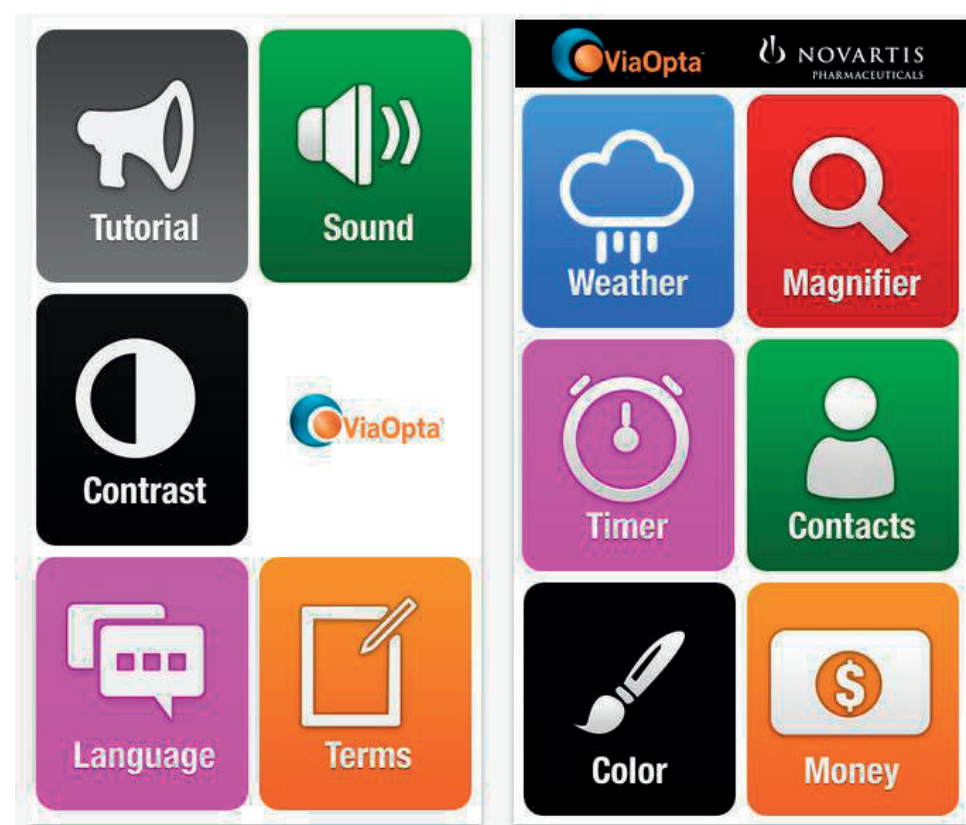 Tutorial
Sound
Contrast
ViaOpta
Language
Terms
ViaOpta
NOVARTIS
PHARMACEUTICALS
Weather
Magnifier
Timer
Contacts
Color
$
Money